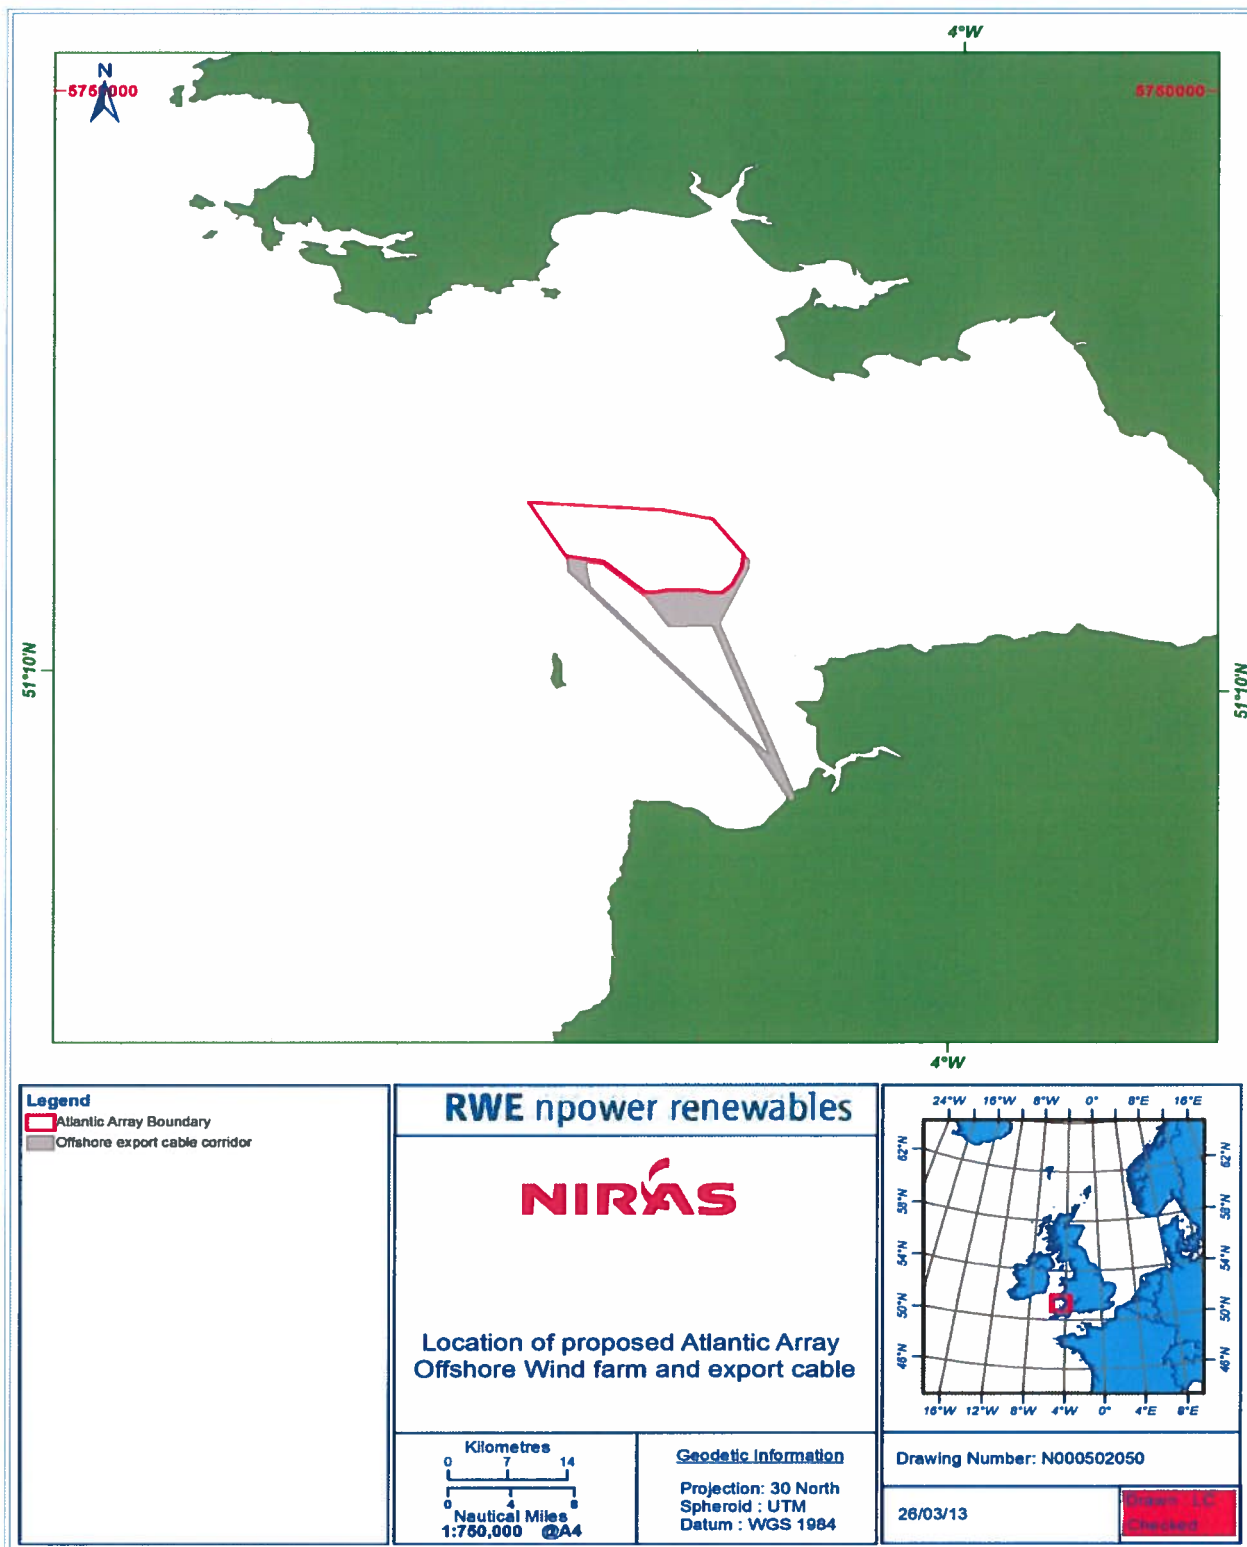 4°W
N
5750000
5750000
51°10'N
51°10'N
4°W
Legend
Atlantic Array Boundary
Offshore export cable corridor
RWE npower renewables
NIRAS
Location of proposed Atlantic Array
Offshore Wind farm and export cable
Kilometres
0 7 14
0 4 8
Nautical Miles
1:750,000 @A4
Geodetic Information
Projection: 30 North
Spheroid : UTM
Datum : WGS 1984
24°W 16°W 8°W 0° 8°E 16°E
62°N
58°N
54°N
50°N
46°N
62°N
58°N
54°N
50°N
46°N
16°W 12°W 8°W 4°W 0° 4°E 8°E
Drawing Number: N000502050
26/03/13
Drawn : LC
Checked